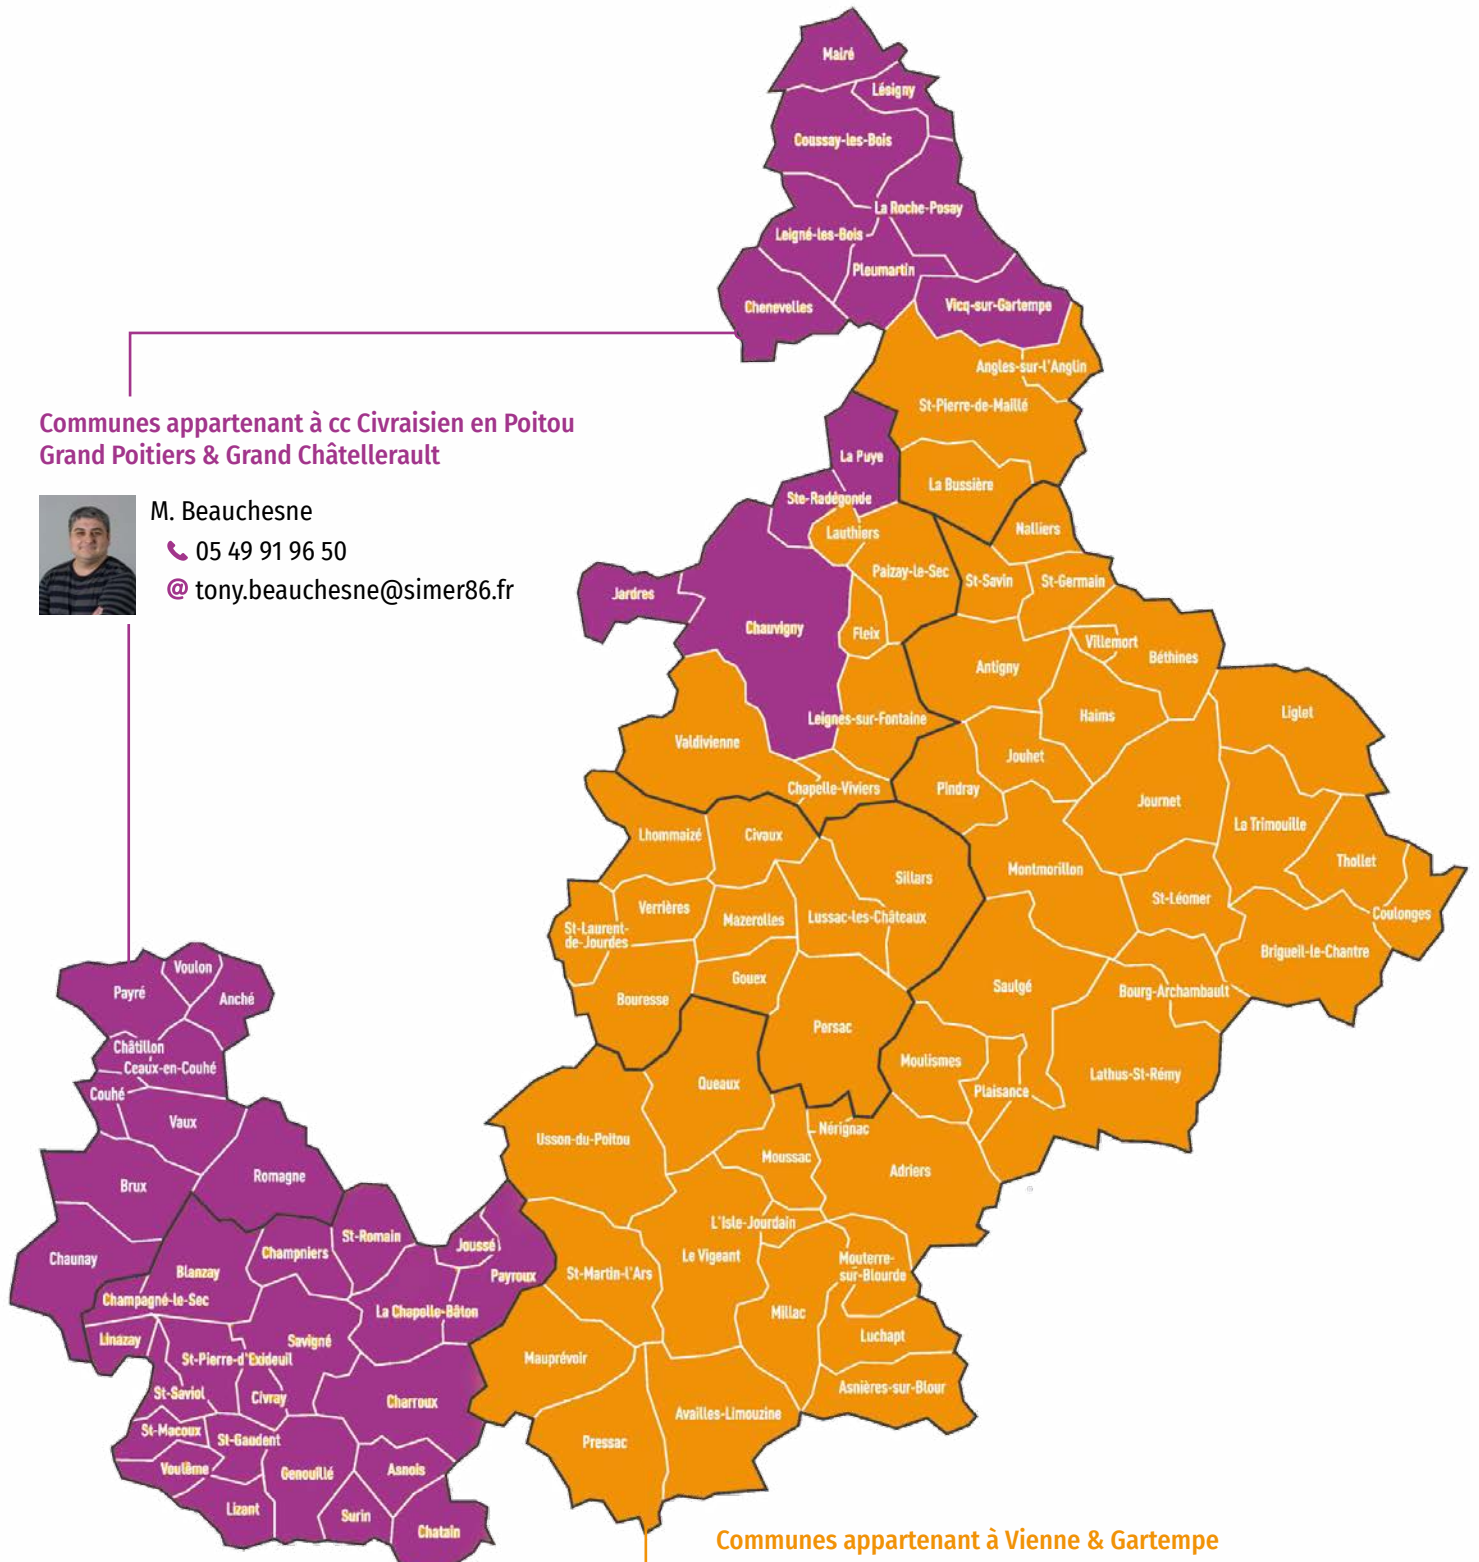 Mairé
Lésigny
Coussay-les-Bois
La Roche-Posay
Leigné-les-Bois
Pleumartin
Chenevelles
Vicq-sur-Gartempe
Angles-sur-l'Anglin
St-Pierre-de-Maillé
Communes appartenant à cc Civraisien en Poitou
Grand Poitiers & Grand Châtellerault
La Puye
La Bussière
Ste-Radégonde
M. Beauchesne
05 49 91 96 50
@ tony.beauchesne@simer86.fr
Lauthiers
Nalliers
Paizay-le-Sec
St-Savin
St-Germain
Jardres
Chauvigny
Fleix
Villemort
Béthines
Antigny
Leignes-sur-Fontaine
Haims
Liglet
Valdivienne
Jouhet
Chapelle-Viviers
Pindray
Journet
La Trimouille
Lhommaizé
Civaux
Thollet
Sillars
Montmorillon
St-Léomer
Verrières
Mazerolles
Lussac-les-Châteaux
Coulonges
St-Laurent-
de-Jourdes
Brigueil-le-Chantre
Voulon
Payré
Anché
Gouex
Bouresse
Saulgé
Bourg-Archambault
Persac
Châtillon
Ceaux-en-Couhé
Couhé
Vaux
Queaux
Moulismes
Plaisance
Lathus-St-Rémy
Usson-du-Poitou
Nérignac
Moussac
Adriers
Brux
Romagne
L'Isle-Jourdain
Chaunay
Blanzay
Champniers
St-Romain
Joussé
Payroux
St-Martin-l'Ars
Le Vigeant
Mouterre-
sur-Blourde
Champagné-le-Sec
La Chapelle-Bâton
Millac
Linazay
Savigné
Luchapt
St-Pierre-d'Exideuil
Mauprévoir
St-Saviol
Civray
Charroux
Asnières-sur-Blour
Availles-Limouzine
St-Macoux
St-Gaudent
Pressac
Voulême
Genouillé
Asnois
Lizant
Surin
Chatain
Communes appartenant à Vienne & Gartempe